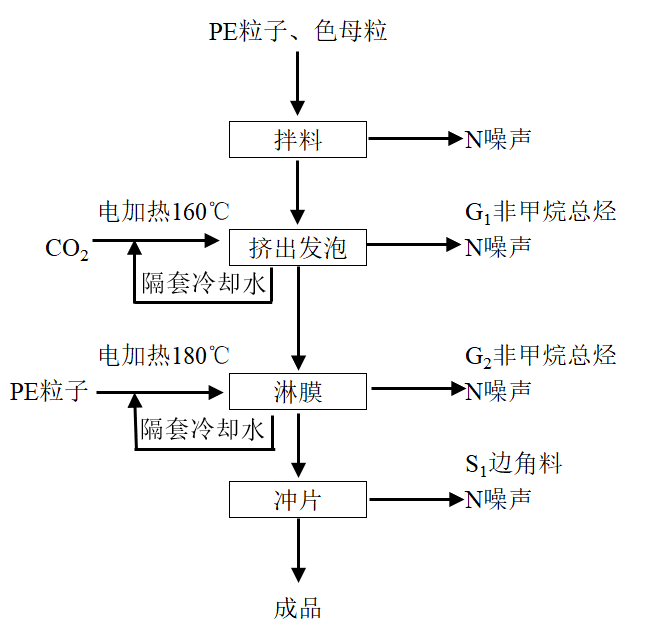 PE粒子、色母粒
拌料
N噪声
电加热160℃
G₁非甲烷总烃
CO₂
挤出发泡
N噪声
隔套冷却水
电加热180℃
G₂非甲烷总烃
PE粒子
淋膜
N噪声
隔套冷却水
S₁边角料
冲片
N噪声
成品